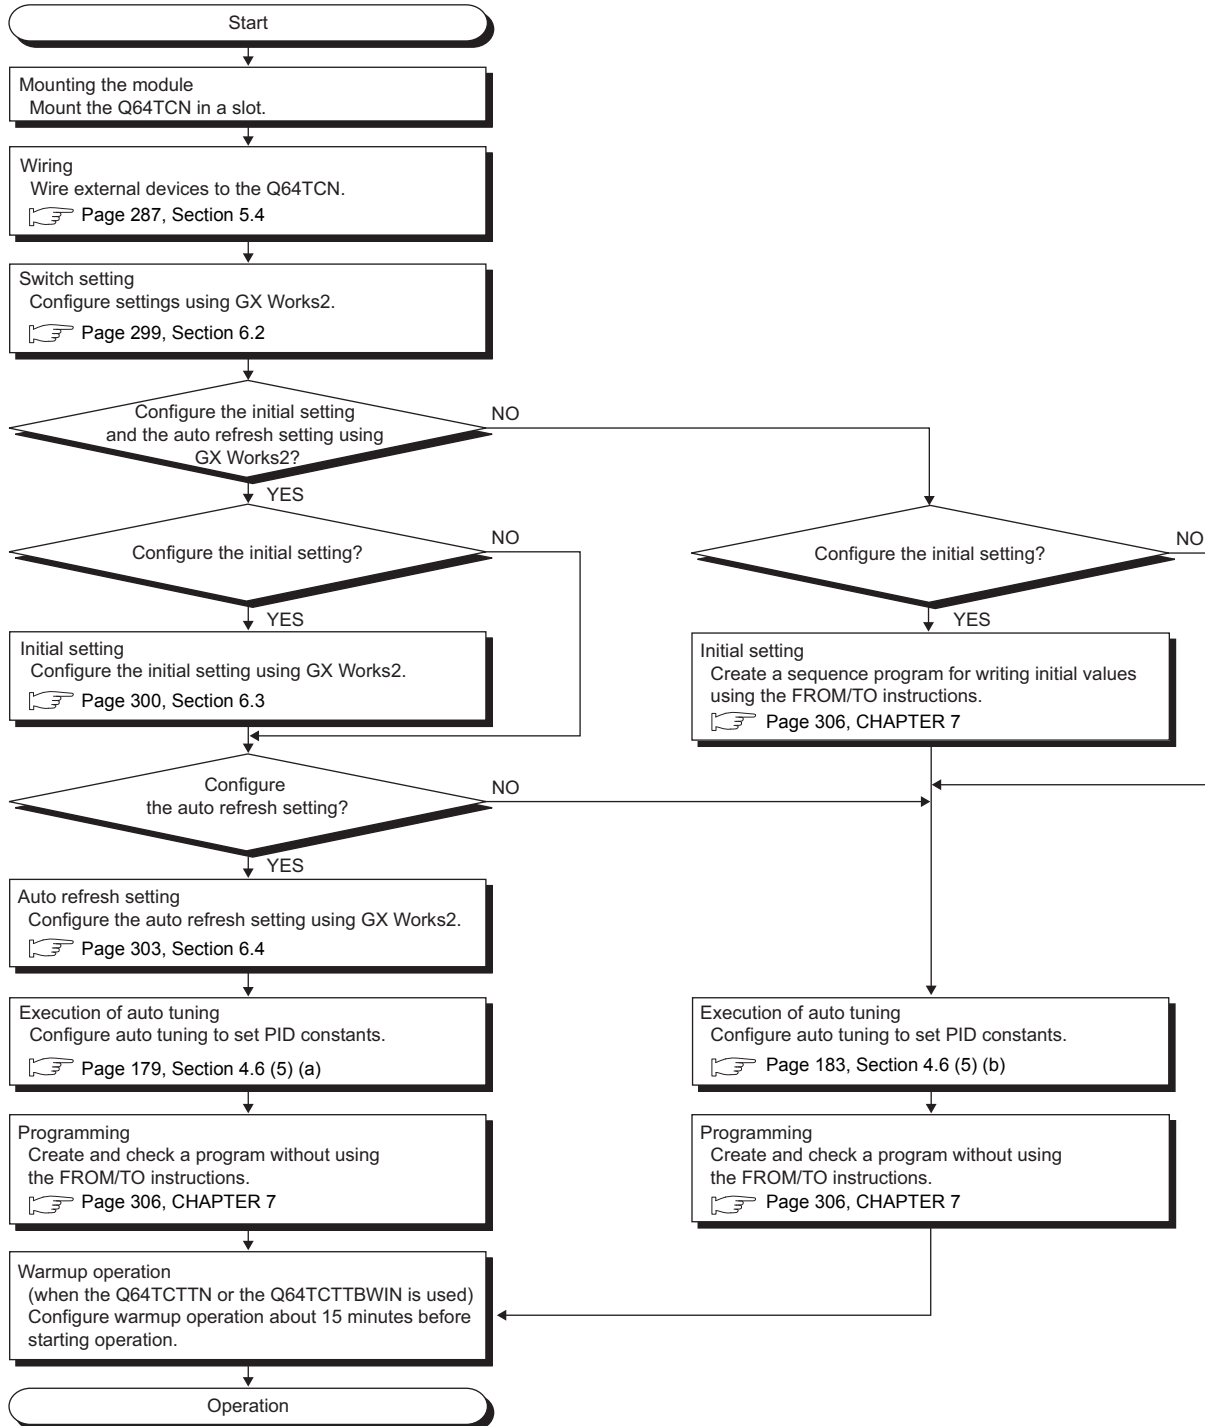 Start
Mounting the module
Mount the Q64TCN in a slot.
Wiring
Wire external devices to the Q64TCN.
Page 287, Section 5.4
Switch setting
Configure settings using GX Works2.
Page 299, Section 6.2
Configure the initial setting
and the auto refresh setting using
GX Works2?
NO
YES
Configure the initial setting?
NO
YES
Initial setting
Configure the initial setting using GX Works2.
Page 300, Section 6.3
Configure the initial setting?
NO
YES
Initial setting
Create a sequence program for writing initial values
using the FROM/TO instructions.
Page 306, CHAPTER 7
Configure
the auto refresh setting?
NO
YES
Auto refresh setting
Configure the auto refresh setting using GX Works2.
Page 303, Section 6.4
Execution of auto tuning
Configure auto tuning to set PID constants.
Page 179, Section 4.6 (5) (a)
Programming
Create and check a program without using
the FROM/TO instructions.
Page 306, CHAPTER 7
Execution of auto tuning
Configure auto tuning to set PID constants.
Page 183, Section 4.6 (5) (b)
Programming
Create and check a program without using
the FROM/TO instructions.
Page 306, CHAPTER 7
Warmup operation
(when the Q64TCTTN or the Q64TCTTBWIN is used)
Configure warmup operation about 15 minutes before
starting operation.
Operation